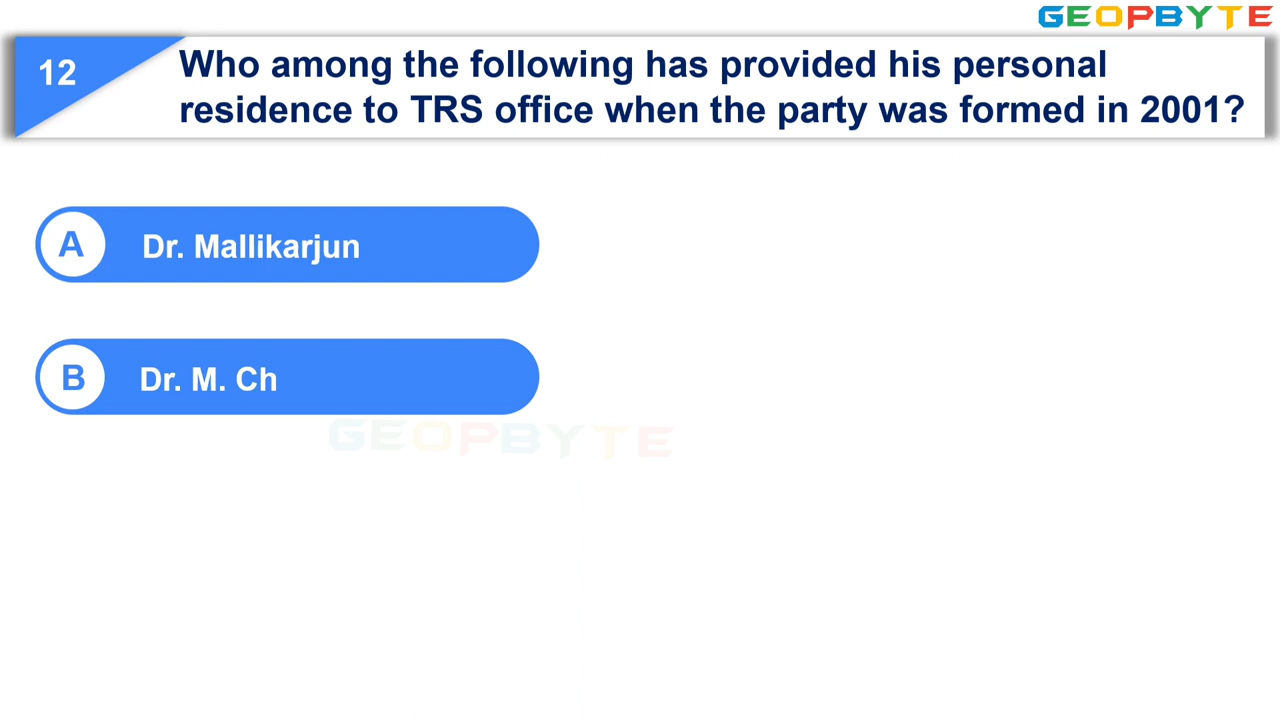 GEOPBYTE
12
Who among the following has provided his personal
residence to TRS office when the party was formed in 2001?
A
Dr. Mallikarjun
B
Dr. M. Ch
GEOPBYTE